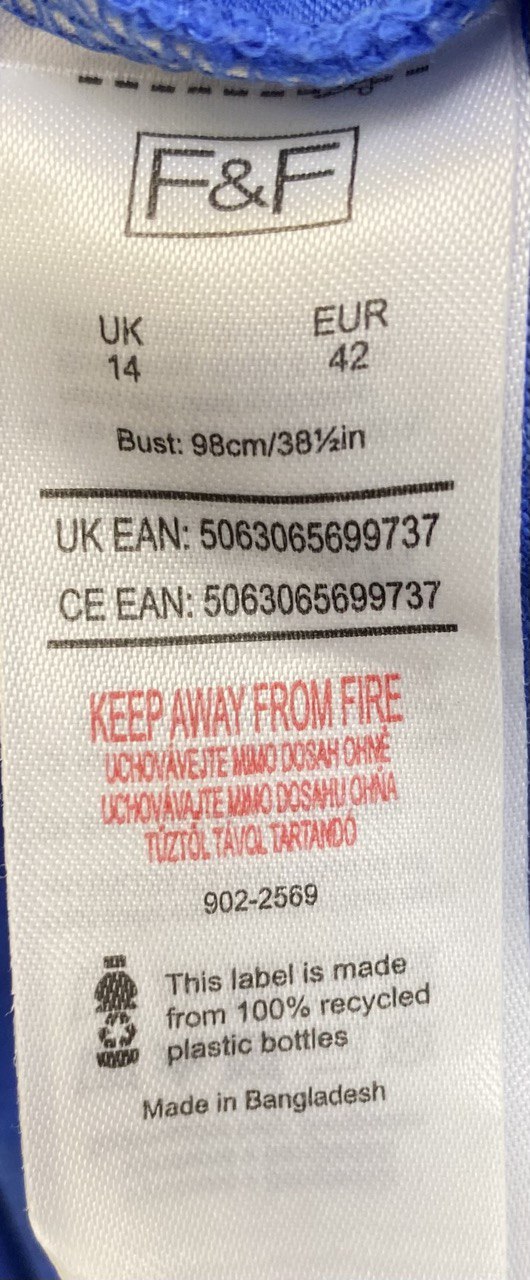 F&F
UK EUR
14 42
Bust: 98cm/38½in
UK EAN: 5063065699737
CE EAN: 5063065699737
KEEP AWAY FROM FIRE
UCHOVÁVEJTE MIMO DOSAH OHNĚ
UCHOVÁVAJTE MIMO DOSAHU OHŇA
TŰZTŐL TÁVOL TARTANDÓ
902-2569
This label is made
from 100% recycled
plastic bottles
Made in Bangladesh